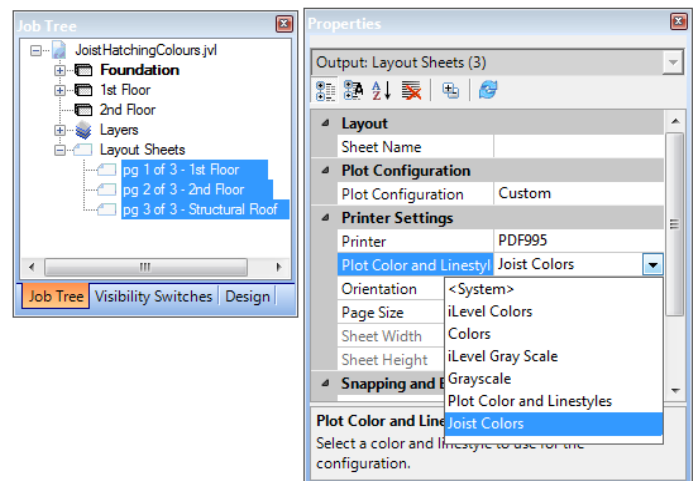 Job Tree
JoistHatchingColours.jvl
Foundation
1st Floor
2nd Floor
Layers
Layout Sheets
pg 1 of 3 - 1st Floor
pg 2 of 3 - 2nd Floor
pg 3 of 3 - Structural Roof
Job Tree Visibility Switches Design
Properties
Output: Layout Sheets (3)
Layout
Sheet Name
Plot Configuration
Plot Configuration Custom
Printer Settings
Printer PDF995
Plot Color and Linestyl Joist Colors
Orientation
Page Size
Sheet Width
Sheet Height
Snapping and
<System>
iLevel Colors
Colors
iLevel Gray Scale
Grayscale
Plot Color and Linestyles
Joist Colors
Plot Color and Line
Select a color and linestyle to use for the
configuration.